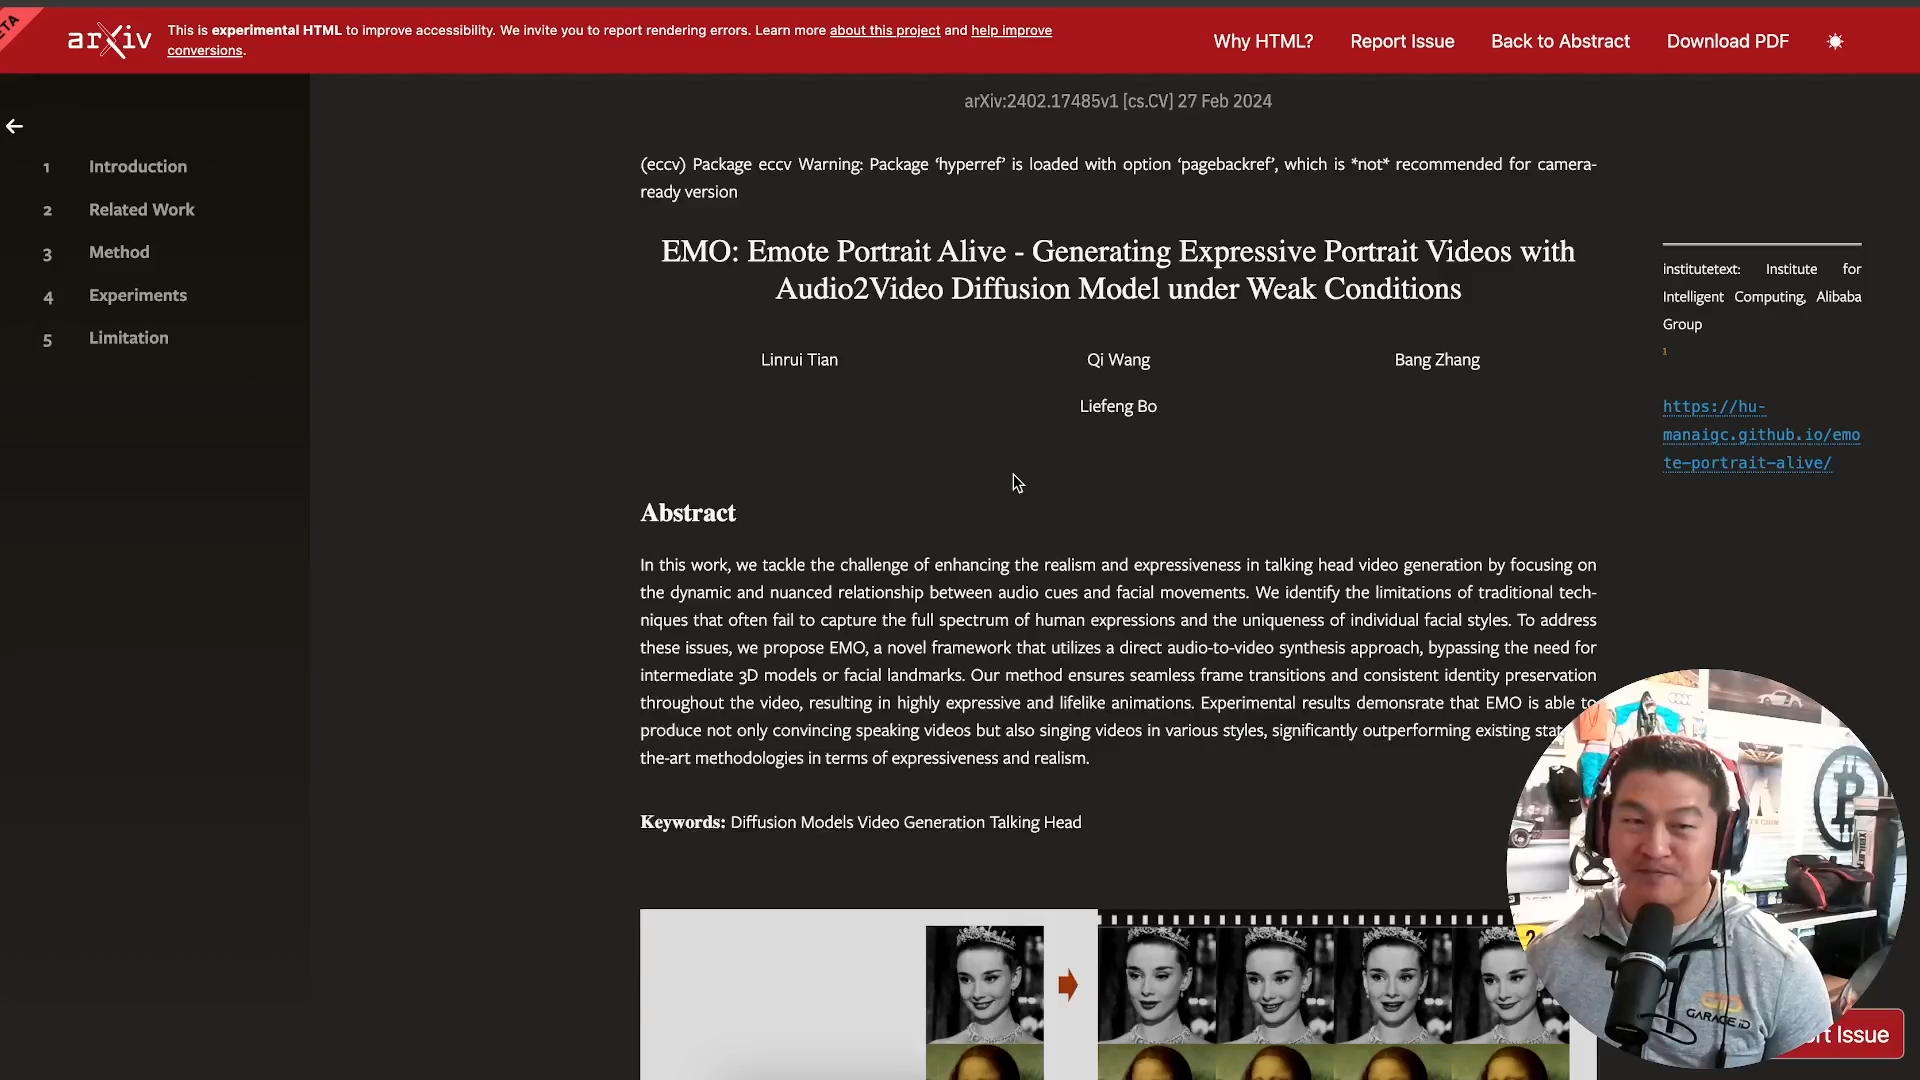 BETA
arXiv
This is experimental HTML to improve accessibility. We invite you to report rendering errors. Learn more about this project and help improve
conversions.
Why HTML?
Report Issue
Back to Abstract
Download PDF
1 Introduction
2 Related Work
3 Method
4 Experiments
5 Limitation
arXiv:2402.17485v1 [cs.CV] 27 Feb 2024
(eccv) Package eccv Warning: Package ‘hyperref’ is loaded with option ‘pagebackref’, which is *not* recommended for camera-
ready version
EMO: Emote Portrait Alive - Generating Expressive Portrait Videos with
Audio2Video Diffusion Model under Weak Conditions
Linrui Tian
Qi Wang
Bang Zhang
Liefeng Bo
institutetext: Institute for
Intelligent Computing, Alibaba
Group
1
https://hu-
manaigc.github.io/emo
te-portrait-alive/
Abstract
In this work, we tackle the challenge of enhancing the realism and expressiveness in talking head video generation by focusing on
the dynamic and nuanced relationship between audio cues and facial movements. We identify the limitations of traditional tech-
niques that often fail to capture the full spectrum of human expressions and the uniqueness of individual facial styles. To address
these issues, we propose EMO, a novel framework that utilizes a direct audio-to-video synthesis approach, bypassing the need for
intermediate 3D models or facial landmarks. Our method ensures seamless frame transitions and consistent identity preservation
throughout the video, resulting in highly expressive and lifelike animations. Experimental results demonsrate that EMO is able to
produce not only convincing speaking videos but also singing videos in various styles, significantly outperforming existing
the-art methodologies in terms of expressiveness and realism.
Keywords: Diffusion Models Video Generation Talking Head
2
GARAGE iD
Issue